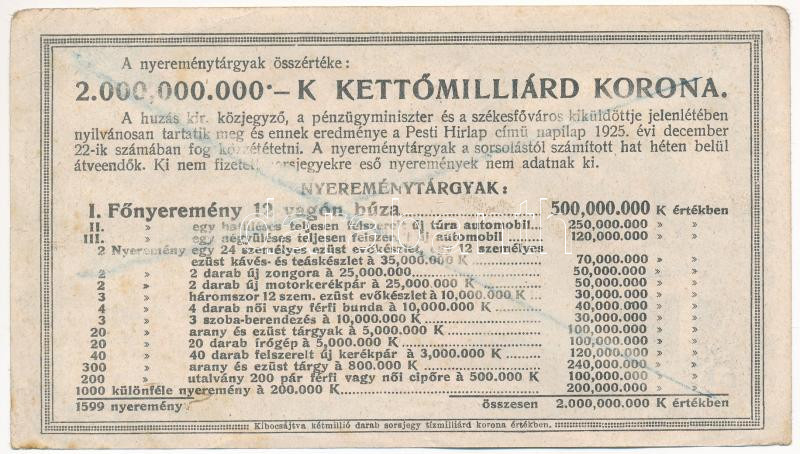 A nyereménytárgyak összértéke:
2.000,000.000·– K KETTŐMILLIÁRD KORONA.
A huzás kir. közjegyző, a pénzügyminiszter és a székesfőváros kiküldöttje jelenlétében
nyilvánosan tartatik meg és ennek eredménye a Pesti Hirlap című napilap 1925. évi december
22-ik számában fog közzététetni. A nyereménytárgyak a sorsolástól számított hat héten belül
átveendők. Ki nem fizetett sorsjegyekre eső nyeremények nem adatnak ki.
NYEREMÉNYTÁRGYAK:
I. Főnyeremény 12 vagón búza 500,000.000 K értékben
II. » egy hatüléses teljesen felszerelt új túra automobil 250,000.000 » »
III. » egy négyüléses teljesen felszerelt új automobil 120,000.000 » »
2 Nyeremény egy 24 személyes ezüst evőkészlet, egy 12 személyes
ezüst kávés- és teáskészlet à 35,000.000 K 70,000.000 » »
2 » 2 darab új zongora à 25,000.000 50,000.000 » »
2 » 2 darab új motorkerékpár à 25,000.000 K 50,000.000 » »
3 » háromszor 12 szem. ezüst evőkészlet à 10,000.000 K 30,000.000 » »
4 » 4 darab női vagy férfi bunda à 10,000.000 K 40,000.000 » »
3 » 3 szoba-berendezés à 10,000.000 K 30,000.000 » »
20 » arany és ezüst tárgyak à 5,000.000 K 100,000.000 » »
20 » 20 darab írógép à 5,000.000 K 100,000.000 » »
40 » 40 darab felszerelt új kerékpár à 3,000.000 K 120,000.000 » »
300 » arany és ezüst tárgy à 800.000 K 240,000.000 » »
200 » utalvány 200 pár férfi vagy női cipőre à 500.000 K 100,000.000 » »
1000 különféle nyeremény à 200.000 K 200,000.000 » »
1599 nyeremény összesen 2.000,000.000 K értékben
Kibocsájtva kétmillió darab sorsjegy tízmilliárd korona értékben.